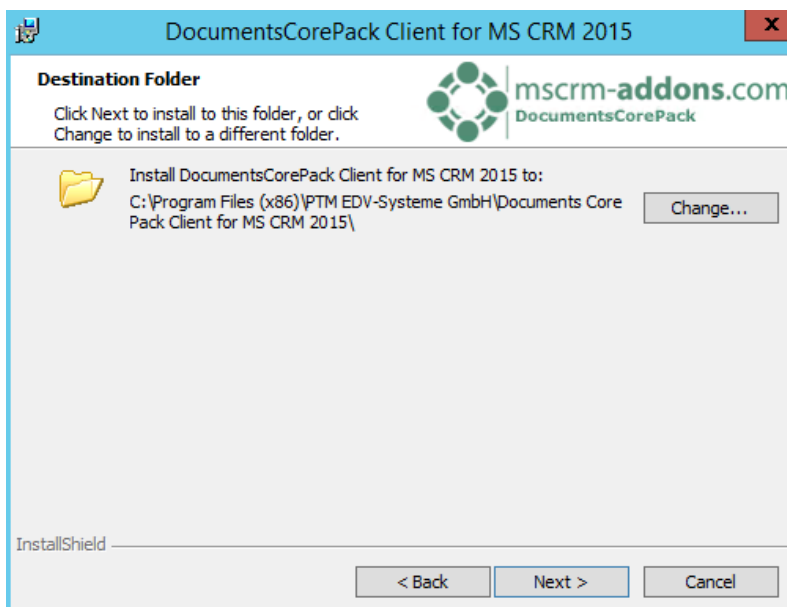 DocumentsCorePack Client for MS CRM 2015
x
Destination Folder
Click Next to install to this folder, or click
Change to install to a different folder.
mscrm-addons.com
DocumentsCorePack
Install DocumentsCorePack Client for MS CRM 2015 to:
C:\Program Files (x86)\PTM EDV-Systeme GmbH\Documents Core
Pack Client for MS CRM 2015\
Change...
InstallShield
< Back
Next >
Cancel